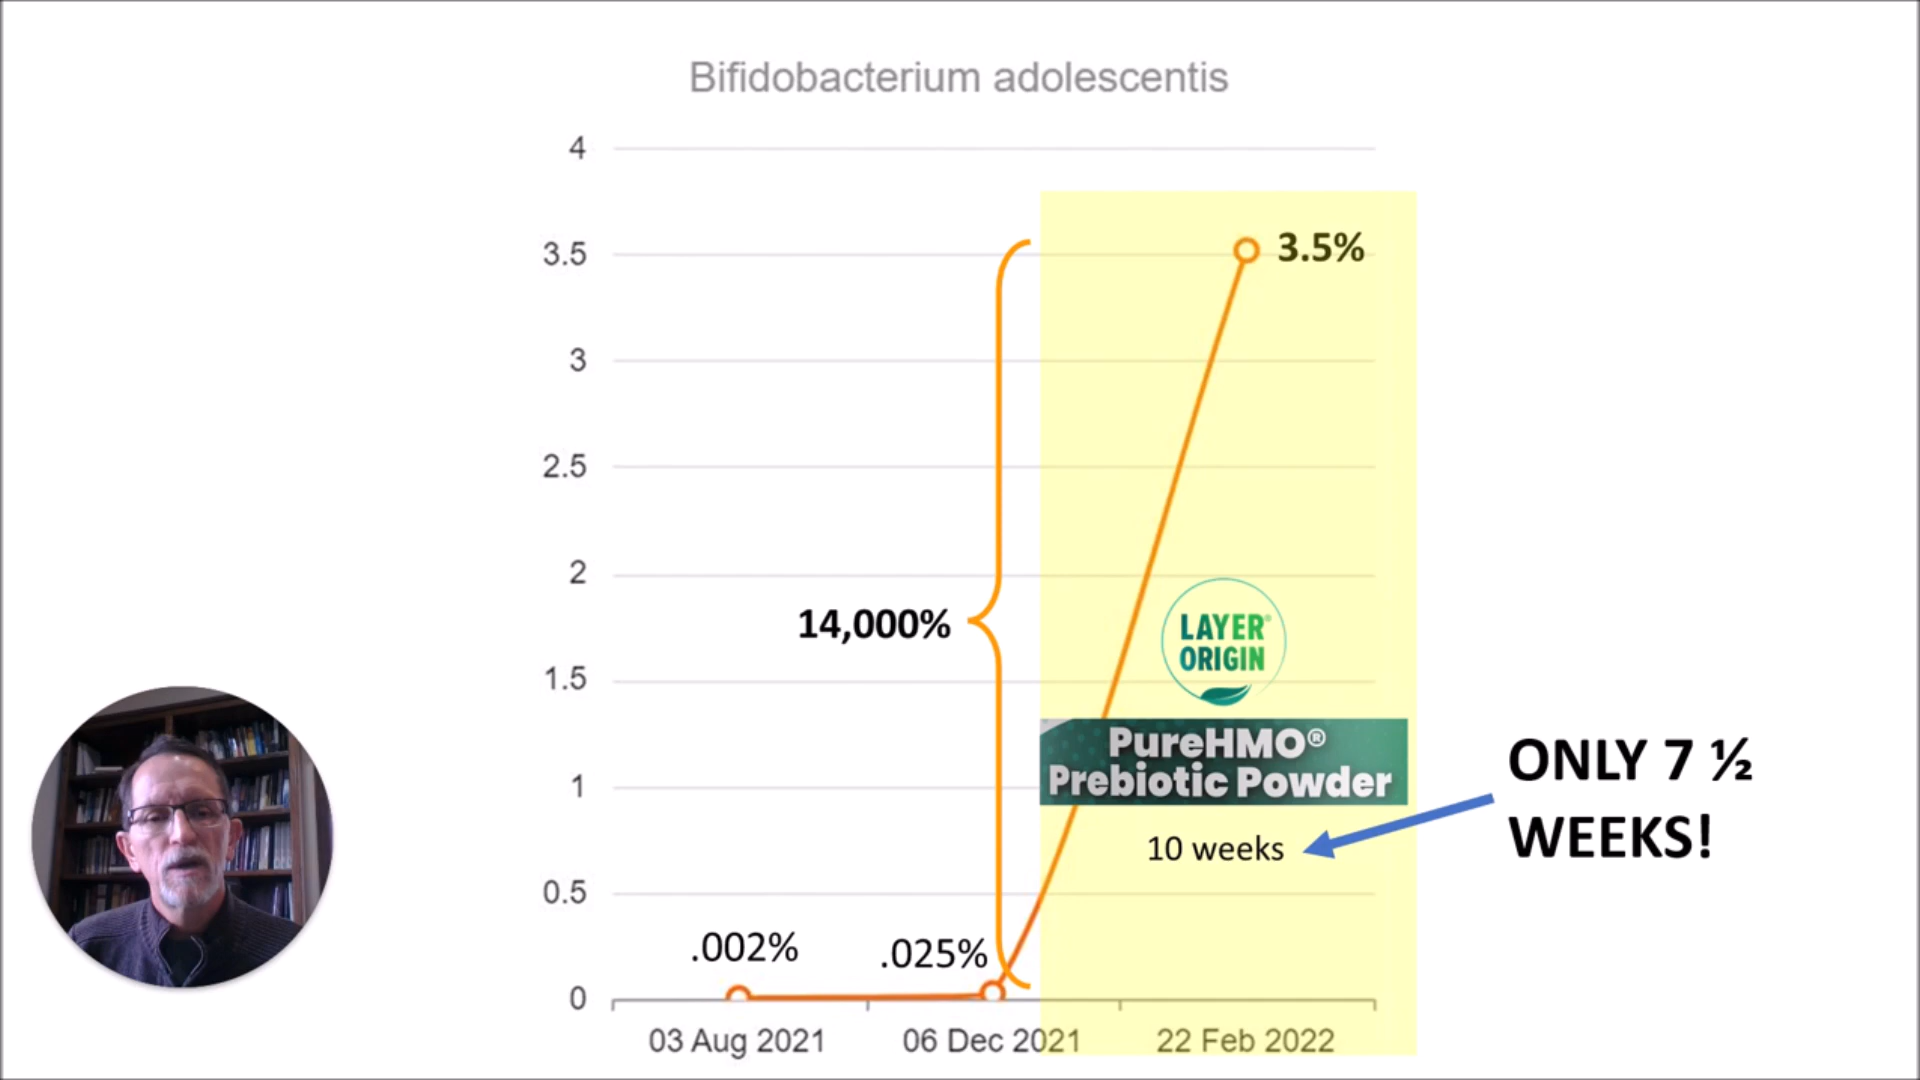 Bifidobacterium adolescentis
4
3.5
3
2.5
2
1.5
1
0.5
0
3.5%
14,000%
LAYER®
ORIGIN
PureHMO®
Prebiotic Powder
10 weeks
ONLY 7 ½
WEEKS!
.002%
.025%
03 Aug 2021
06 Dec 2021
22 Feb 2022